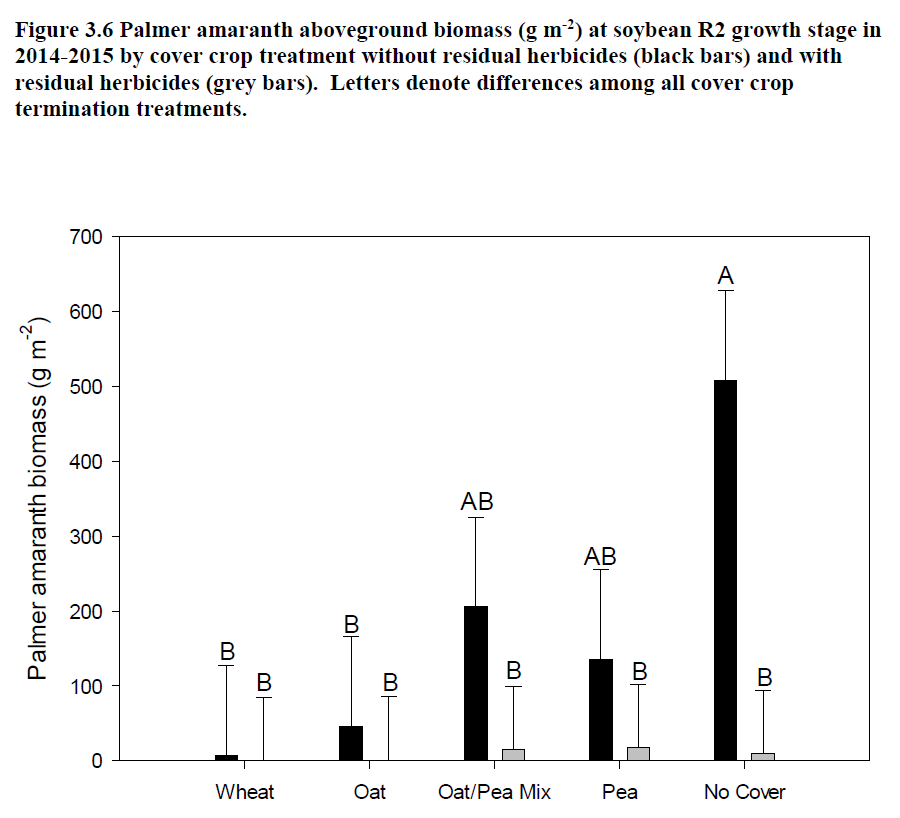 Figure 3.6 Palmer amaranth aboveground biomass (g m⁻²) at soybean R2 growth stage in
2014-2015 by cover crop treatment without residual herbicides (black bars) and with
residual herbicides (grey bars).  Letters denote differences among all cover crop
termination treatments.
Palmer amaranth biomass (g m⁻²)
700
600
500
400
300
200
100
0
B
B
B
B
AB
B
AB
B
A
B
Wheat
Oat
Oat/Pea Mix
Pea
No Cover